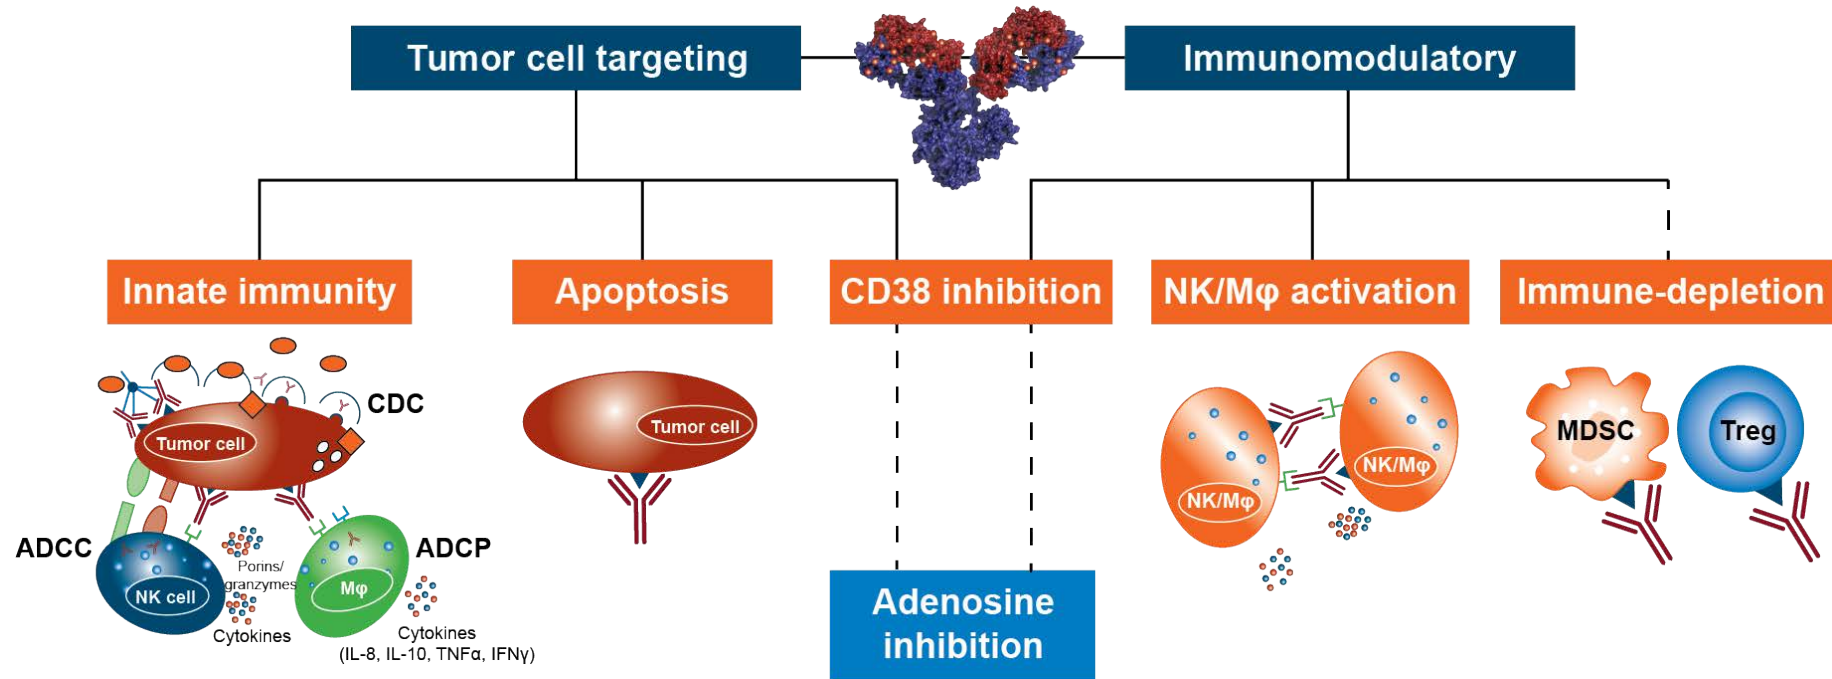 Tumor cell targeting
Immunomodulatory
Innate immunity
Apoptosis
CD38 inhibition
NK/Mφ activation
Immune-depletion
CDC
Tumor cell
ADCC
NK cell
Porins/
granzymes
Cytokines
Mφ
ADCP
Cytokines
(IL-8, IL-10, TNFα, IFNγ)
Tumor cell
Adenosine
inhibition
NK/Mφ
NK/Mφ
MDSC
Treg